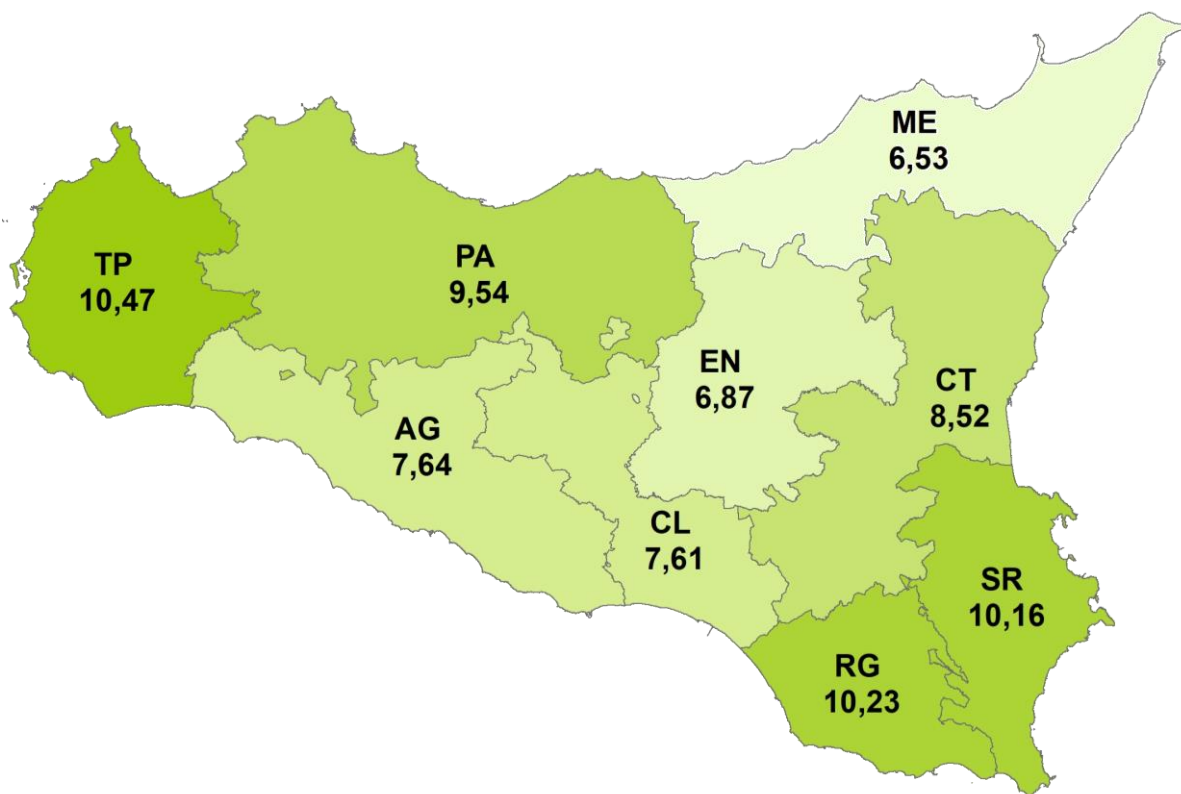 ME
6,53
TP
10,47
PA
9,54
EN
6,87
CT
8,52
AG
7,64
CL
7,61
SR
10,16
RG
10,23